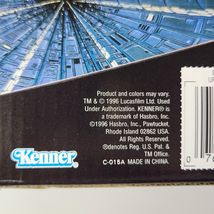 Product and colors may vary.
TM & © 1996 Lucasfilm Ltd. Used
Under Authorization. KENNER® is
a trademark of Hasbro, Inc.
©1996 Hasbro, Inc., Pawtucket,
Rhode Island 02862 USA.
All Rights Reserved.
®denotes Reg. U.S. Pat. &
TM Office.
C-015A MADE IN CHINA.
Kenner
0